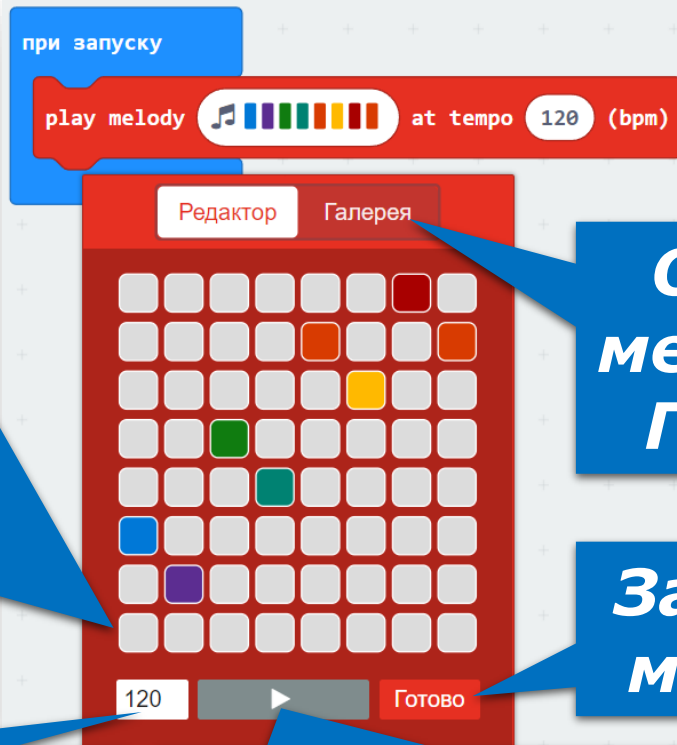 при запуску
play melody at tempo 120 (bpm)
Редактор Галерея
120 Готово